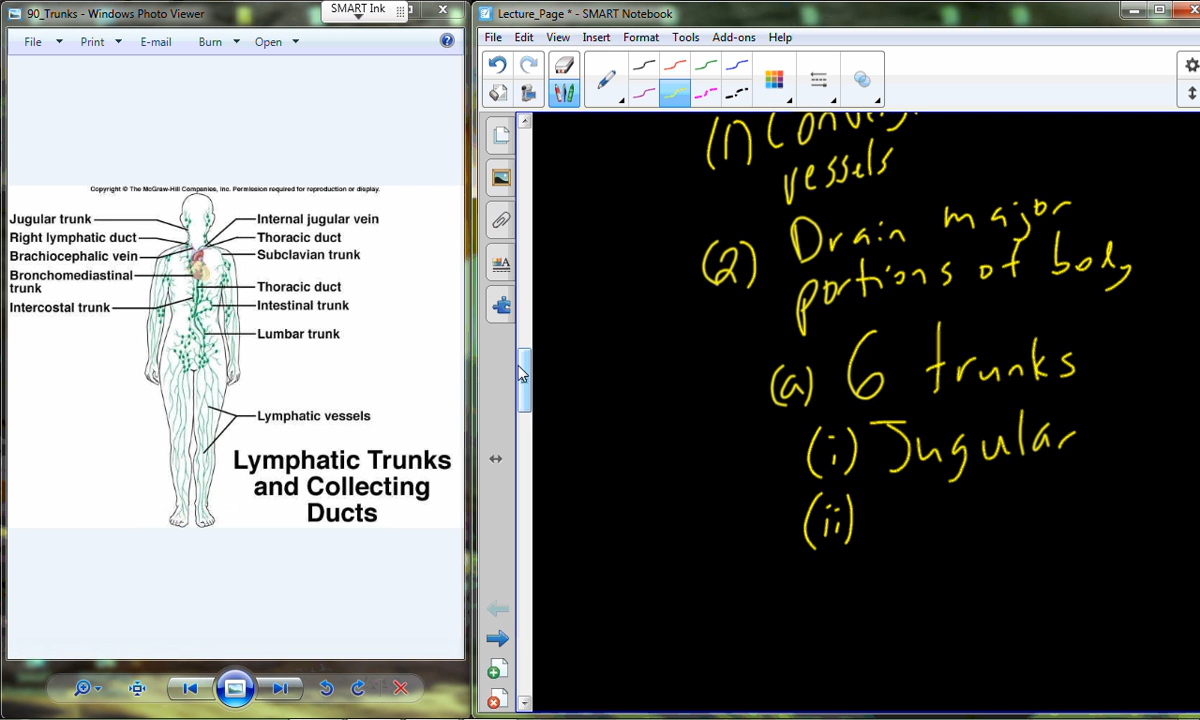 90_Trunks - Windows Photo Viewer
SMART Ink
File Print E-mail Burn Open
Copyright © The McGraw-Hill Companies, Inc. Permission required for reproduction or display.
Jugular trunk
Right lymphatic duct
Brachiocephalic vein
Bronchomediastinal
trunk
Intercostal trunk
Internal jugular vein
Thoracic duct
Subclavian trunk
Thoracic duct
Intestinal trunk
Lumbar trunk
Lymphatic vessels
Lymphatic Trunks
and Collecting
Ducts
Lecture_Page * - SMART Notebook
File Edit View Insert Format Tools Add-ons Help
(1)
vessels
(2) Drain major
portions of body
(a) 6 trunks
(i) Jugular
(ii)